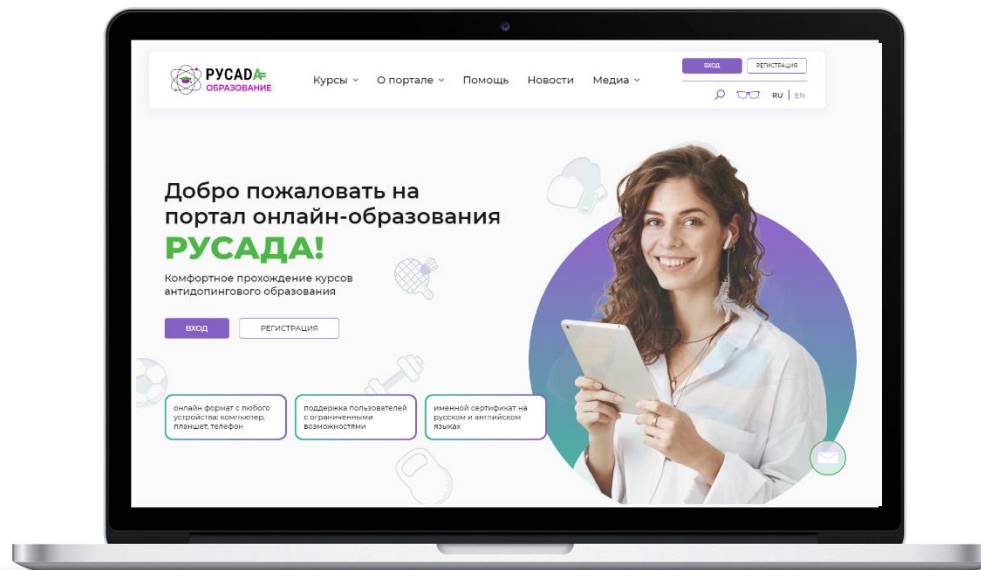 РУСАDА
ОБРАЗОВАНИЕ
Курсы
О портале
Помощь
Новости
Медиа
ВХОД
РЕГИСТРАЦИЯ
RU | EN
Добро пожаловать на
портал онлайн-образования
РУСАДА!
Комфортное прохождение курсов
антидопингового образования
ВХОД
РЕГИСТРАЦИЯ
онлайн формат с любого
устройства: компьютер,
планшет, телефон
поддержка пользователей
с ограниченными
возможностями
именной сертификат на
русском и английском
языках